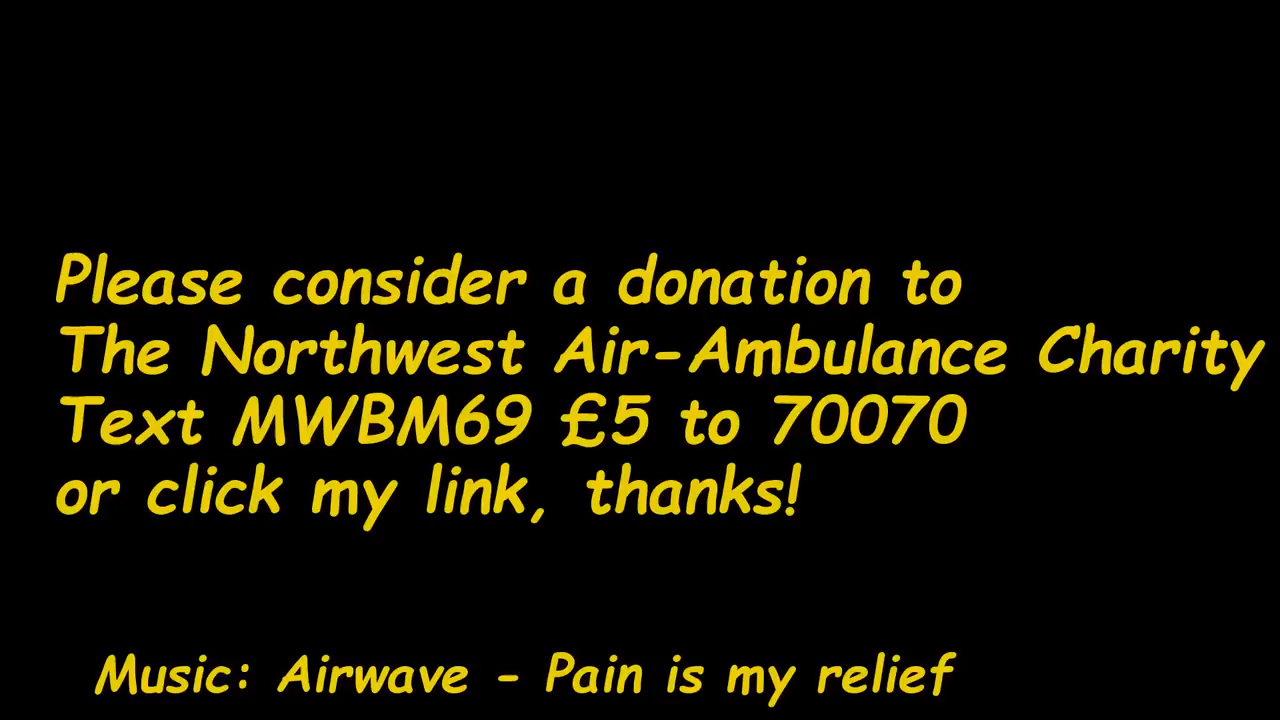 Please consider a donation to
The Northwest Air-Ambulance Charity
Text MWBM69 £5 to 70070
or click my link, thanks!
Music: Airwave - Pain is my relief